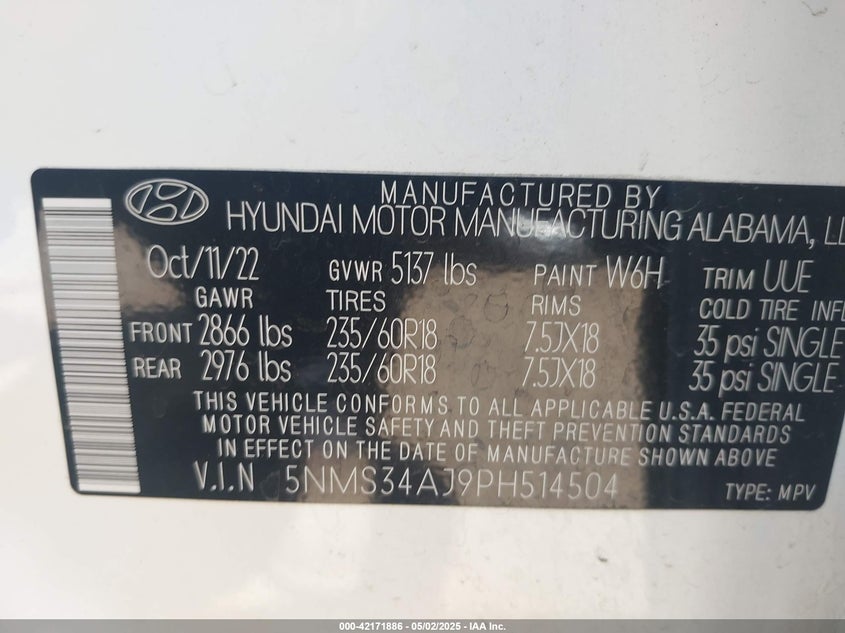 MANUFACTURED BY
HYUNDAI MOTOR MANUFACTURING ALABAMA,
Oct/11/22 GVWR 5137 lbs PAINT W6H TRIM UUE
GAWR TIRES RIMS COLD TIRE
FRONT 2866 lbs 235/60R18 7.5JX18 35 psi SINGLE
REAR 2976 lbs 235/60R18 7.5JX18 35 psi SINGLE
THIS VEHICLE CONFORMS TO ALL APPLICABLE U.S.A. FEDERAL
MOTOR VEHICLE SAFETY AND THEFT PREVENTION STANDARDS
IN EFFECT ON THE DATE OF MANUFACTURE SHOWN ABOVE
V.I.N 5NMS34AJ9PH514504 TYPE: MPV
000-42171886 - 05/02/2025 - IAA Inc.